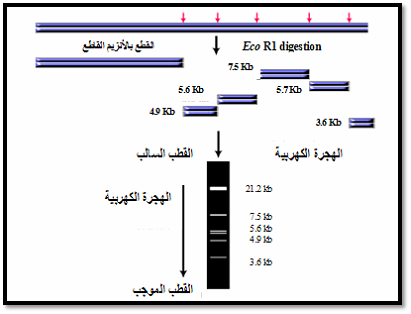 القطع بالأنزيم القاطع
Eco R1 digestion
7.5 Kb
5.6 Kb
5.7 Kb
4.9 Kb
3.6 Kb
القطب السالب
الهجرة الكهربية
الهجرة الكهربية
21.2 kb
7.5 kb
5.6 kb
4.9 kb
3.6 kb
القطب الموجب